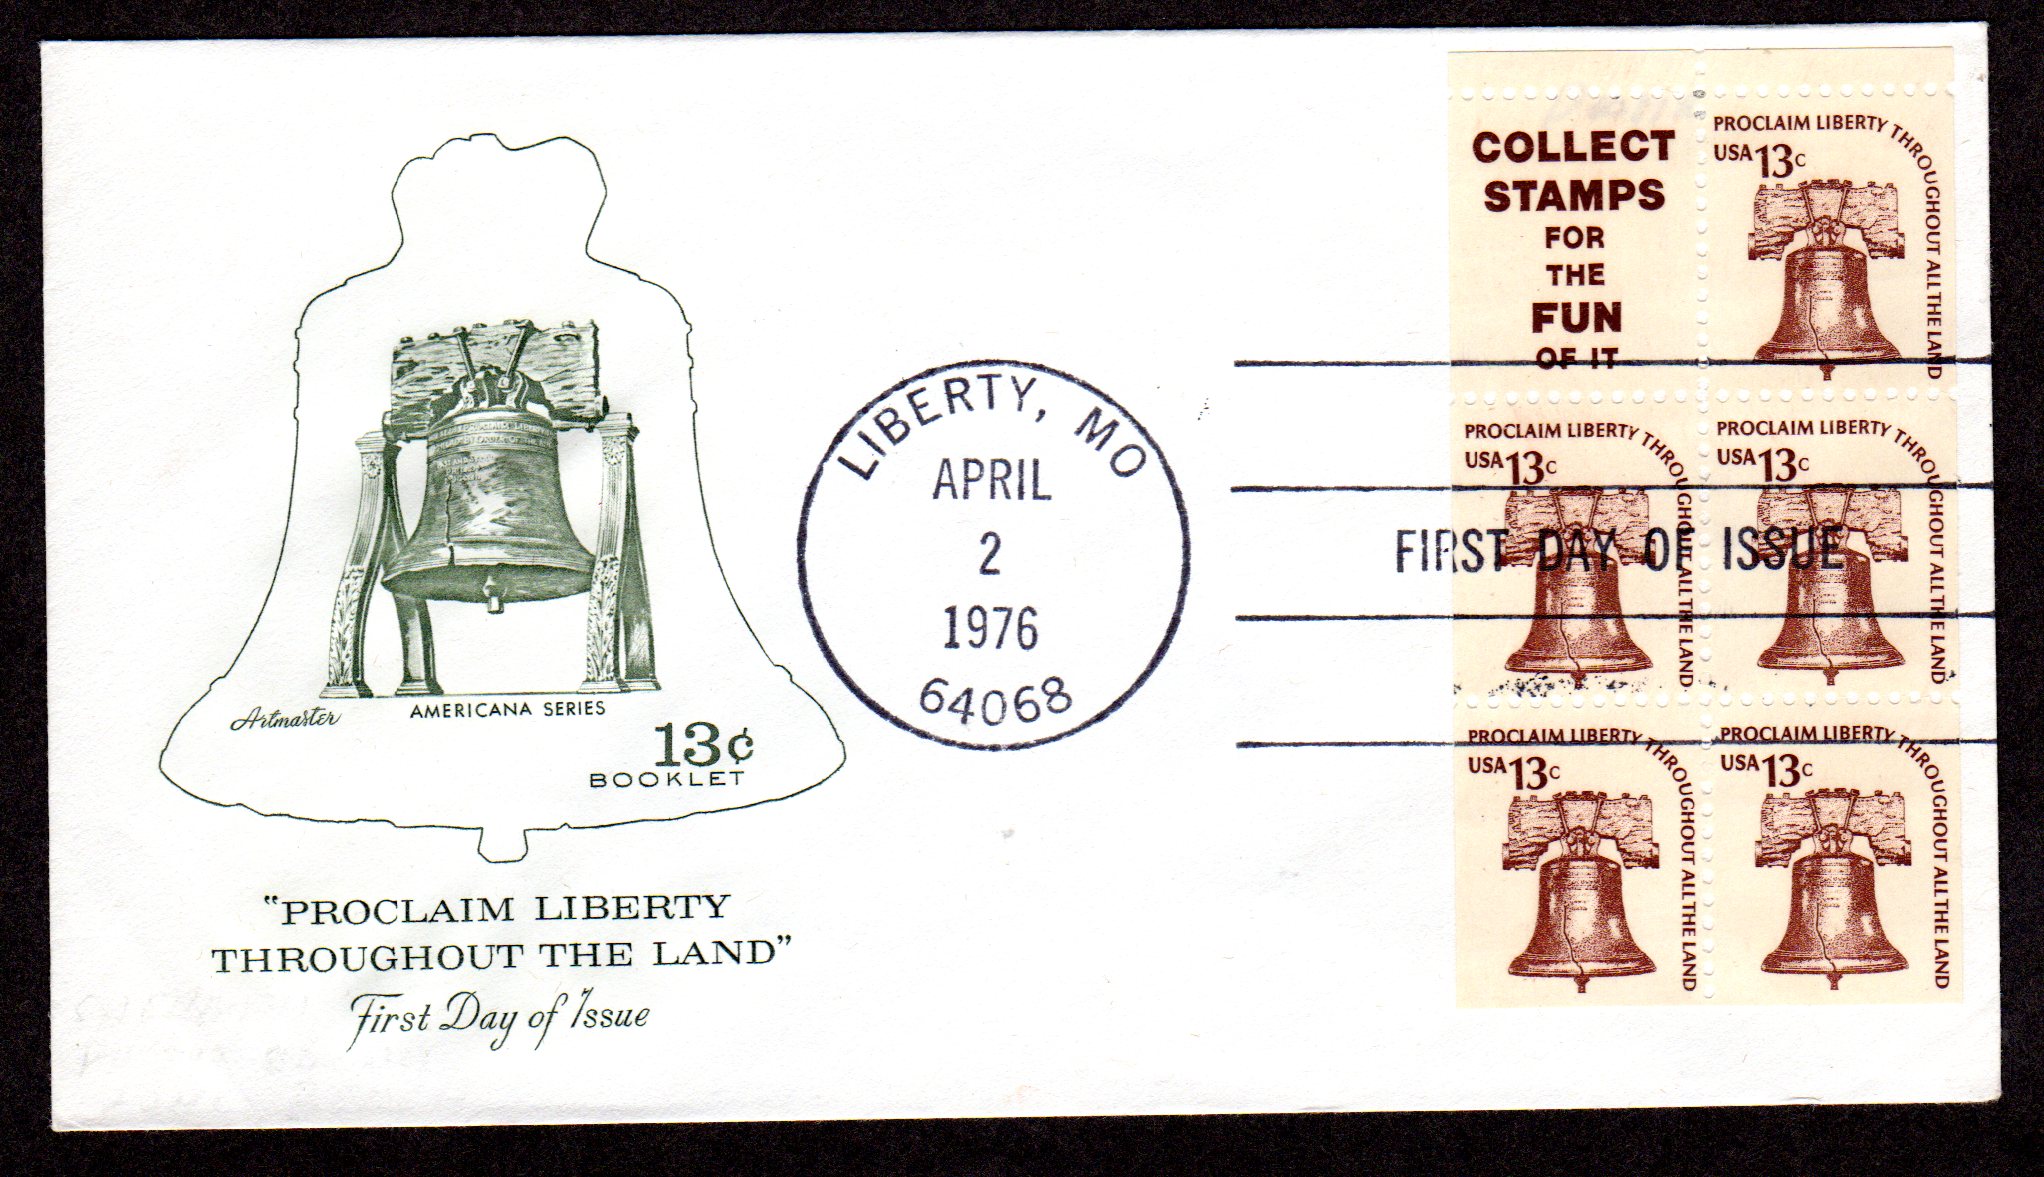 Artmaster
AMERICANA SERIES
13¢
BOOKLET
"PROCLAIM LIBERTY
THROUGHOUT THE LAND"
First Day of Issue
LIBERTY, MO
APRIL
2
1976
64068
FIRST DAY OF ISSUE
COLLECT
STAMPS
FOR
THE
FUN
OF IT
PROCLAIM LIBERTY THROUGHOUT ALL THE LAND
USA 13c
PROCLAIM LIBERTY THROUGHOUT ALL THE LAND
USA 13c
PROCLAIM LIBERTY THROUGHOUT ALL THE LAND
USA 13c
PROCLAIM LIBERTY THROUGHOUT ALL THE LAND
USA 13c
PROCLAIM LIBERTY THROUGHOUT ALL THE LAND
USA 13c